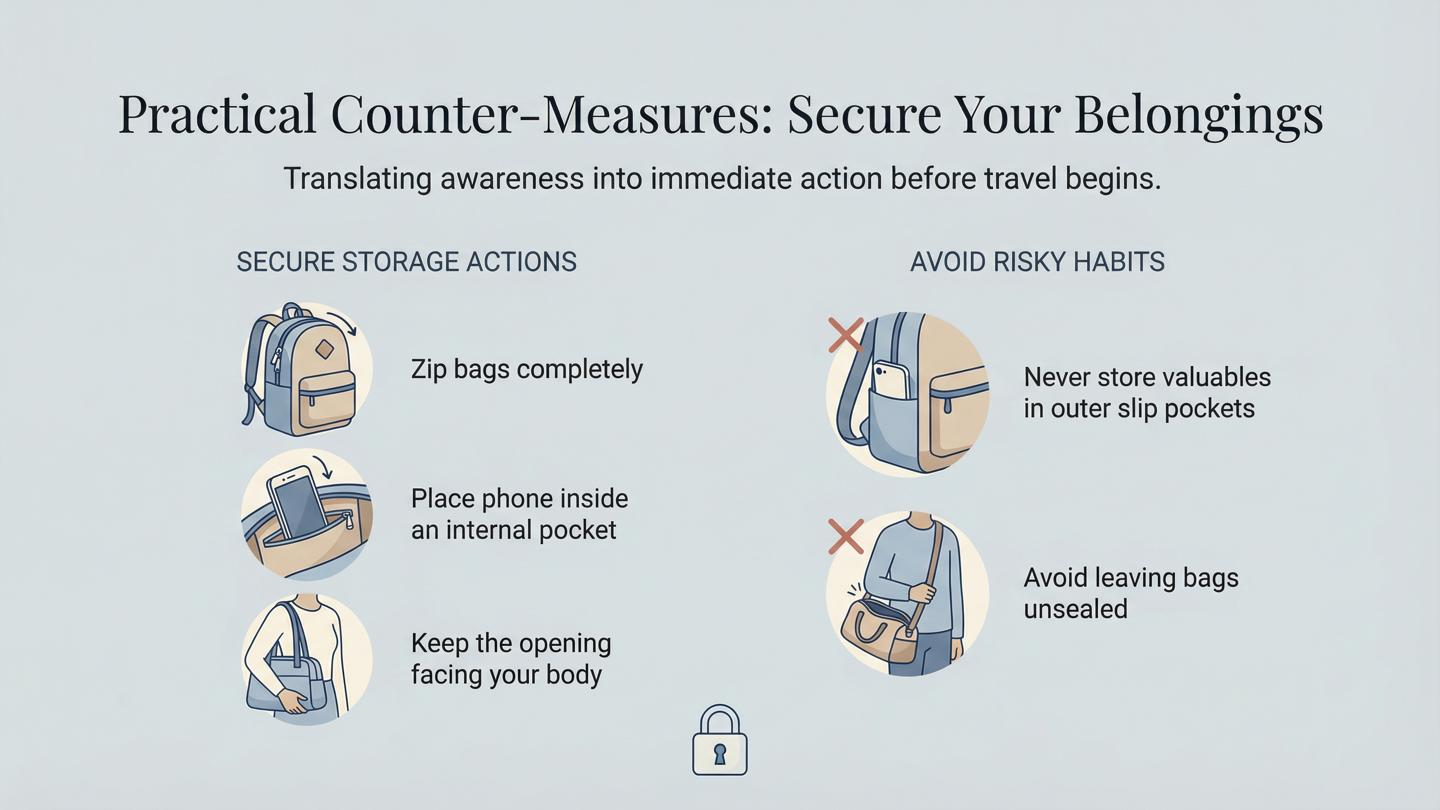 Practical Counter-Measures: Secure Your Belongings
Translating awareness into immediate action before travel begins.
SECURE STORAGE ACTIONS
Zip bags completely
Place phone inside
an internal pocket
Keep the opening
facing your body
AVOID RISKY HABITS
Never store valuables
in outer slip pockets
Avoid leaving bags
unsealed